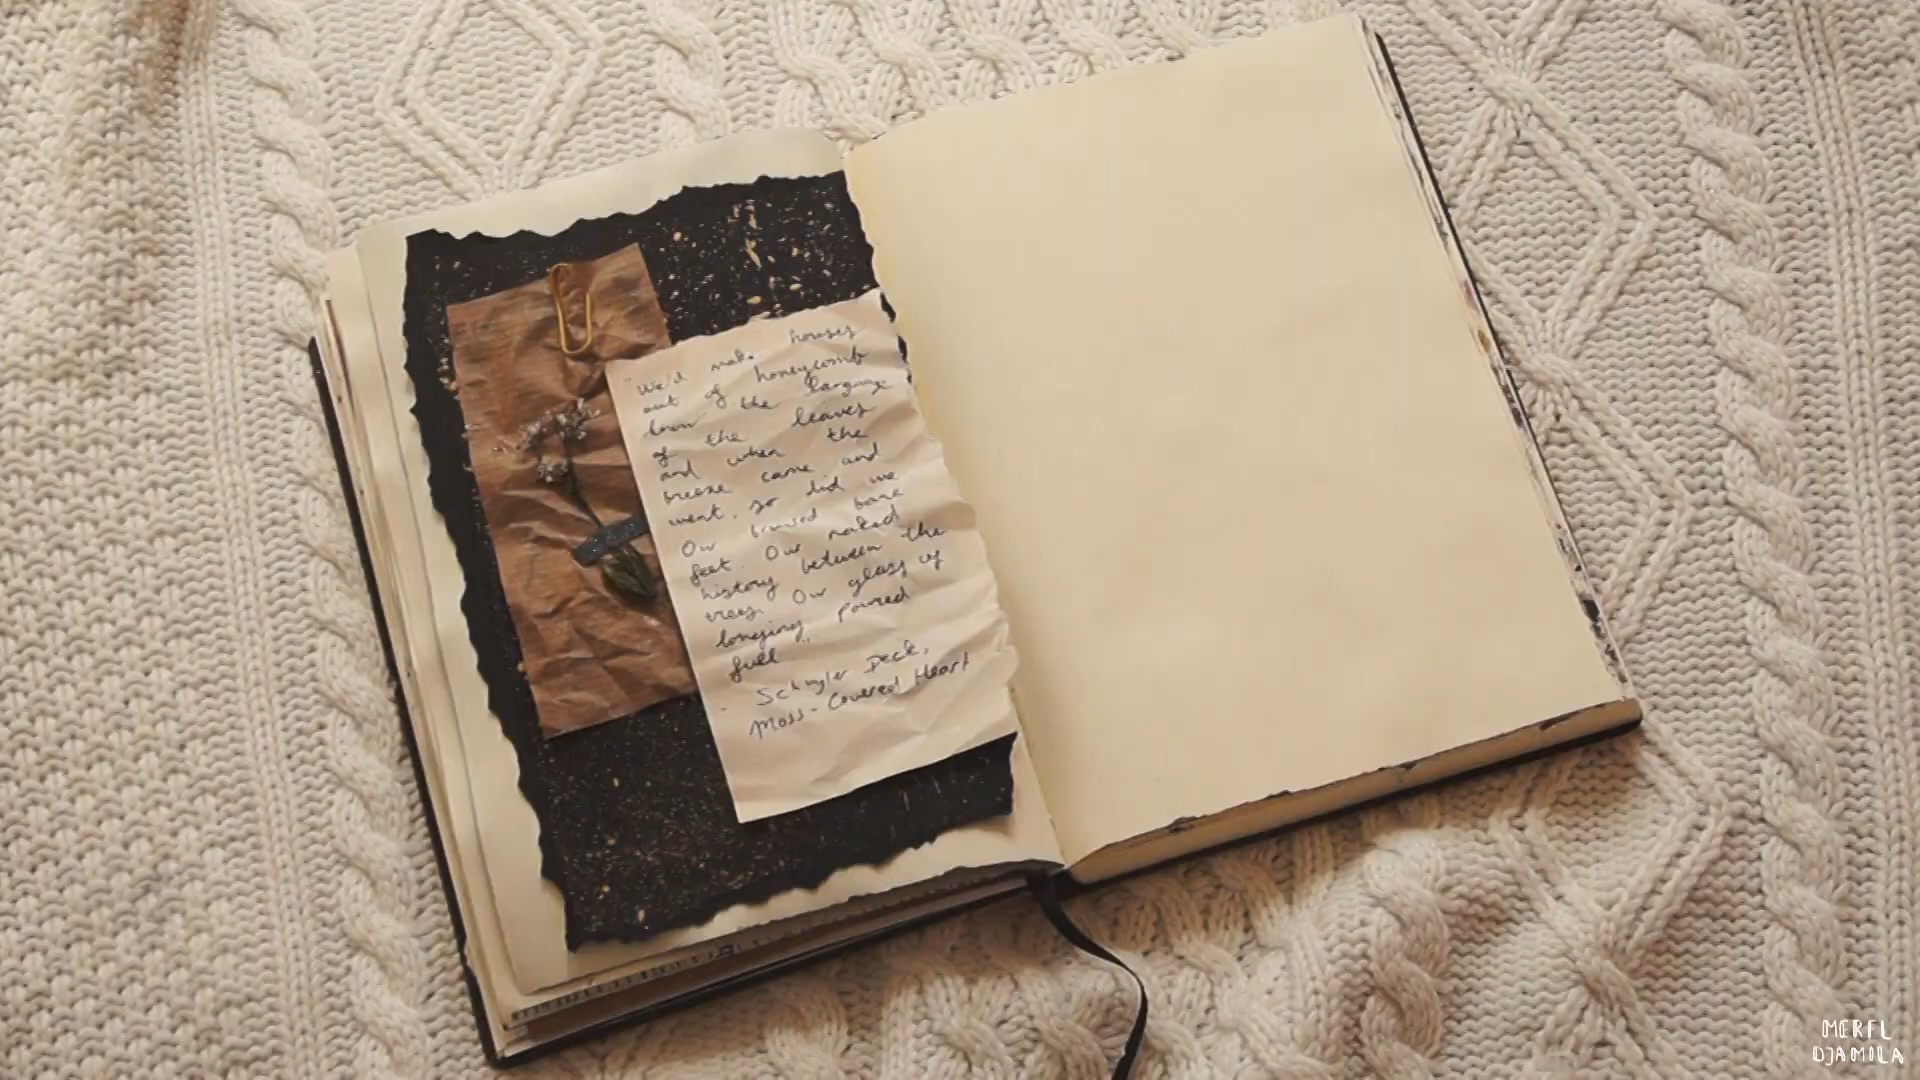 "We'd make houses
out of honeycomb
learn the language
of the leaves
and when the
breeze came and
went, so did we
Our bruised bare
feet. Our naked
history between the
trees. Our glass of
longing, poured
full."
- Schuyler Peck,
Moss-Covered Heart
MERFL
DJAMILA